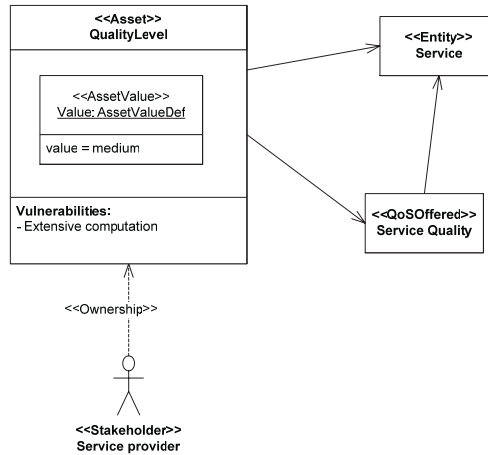 <<Asset>>
QualityLevel
<<AssetValue>>
Value: AssetValueDef
value = medium
Vulnerabilities:
- Extensive computation
<<Entity>>
Service
<<QoSOffered>>
Service Quality
<<Ownership>>
<<Stakeholder>>
Service provider